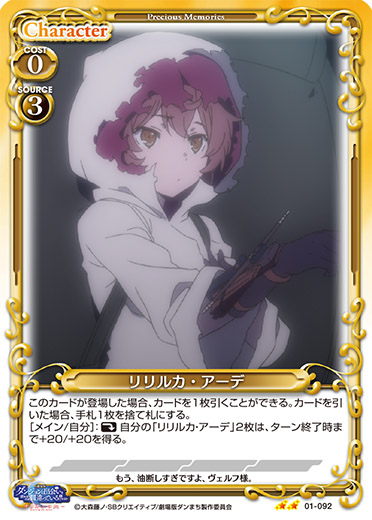 Precious Memories
Character
COST
0
SOURCE
3
リリルカ・アーデ
このカードが登場した場合、カードを1枚引くことができる。カードを
引いた場合、手札1枚を捨て札にする。
[メイン/自分]: 自分の「リリルカ・アーデ」2枚は、ターン終了時ま
で+20/+20を得る。
もう、油断しすぎですよ、ヴェルフ様。
©大森藤ノ・SBクリエイティブ/劇場版ダンまち製作委員会
01-092